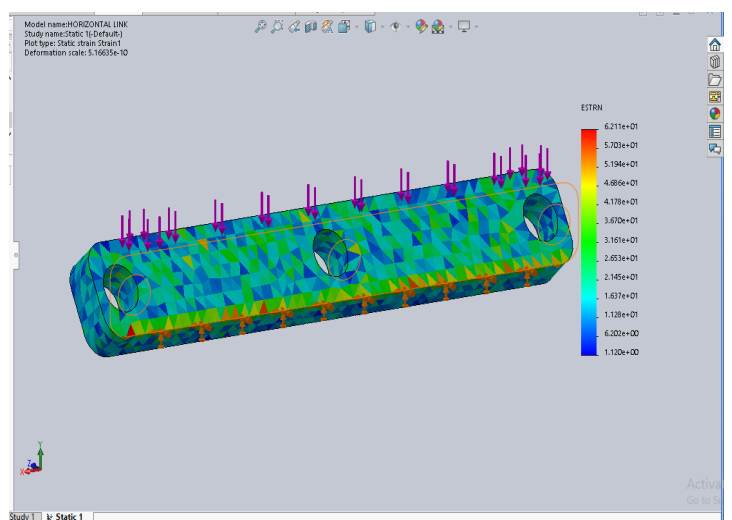 Model name:HORIZONTAL LINK
Study name:Static 1(-Default-)
Plot type: Static strain Strain1
Deformation scale: 5.16635e-10
ESTRN
6.211e+01
5.703e+01
5.194e+01
4.686e+01
4.178e+01
3.670e+01
3.161e+01
2.653e+01
2.145e+01
1.637e+01
1.128e+01
6.202e+00
1.120e+00
Y
Z
X
Activa
Go to S
Study 1
Static 1